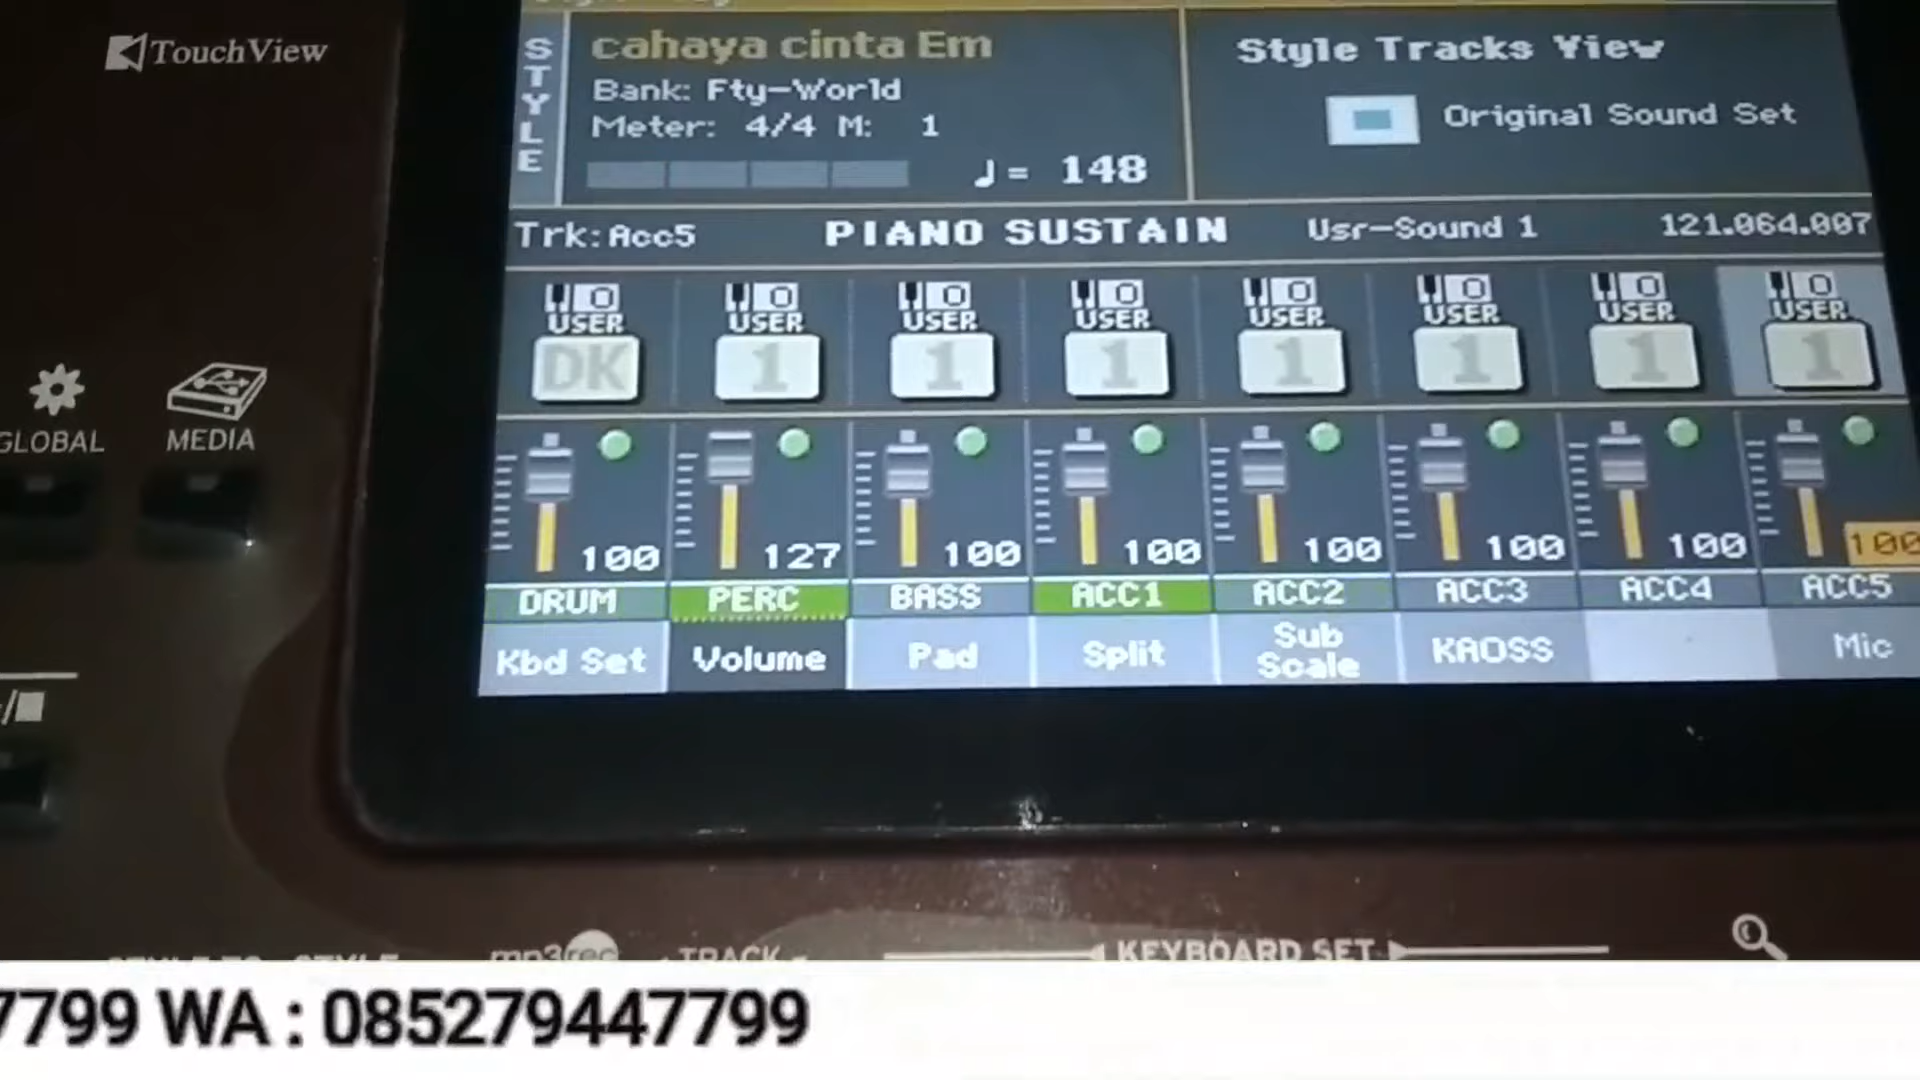 TouchView
STYLE
cahaya cinta Em
Bank: Fty-World
Meter: 4/4 M: 1
♩= 148
Style Tracks View
Original Sound Set
Trk:Acc5 PIANO SUSTAIN Usr-Sound 1 121.064.007
USER USER USER USER USER USER USER USER
DK 1 1 1 1 1 1 1
GLOBAL MEDIA
100 127 100 100 100 100 100 100
DRUM PERC BASS ACC1 ACC2 ACC3 ACC4 ACC5
Kbd Set Volume Pad Split Sub Scale KAOSS Mic
mp3rec TRACK KEYBOARD SET
7799 WA : 085279447799